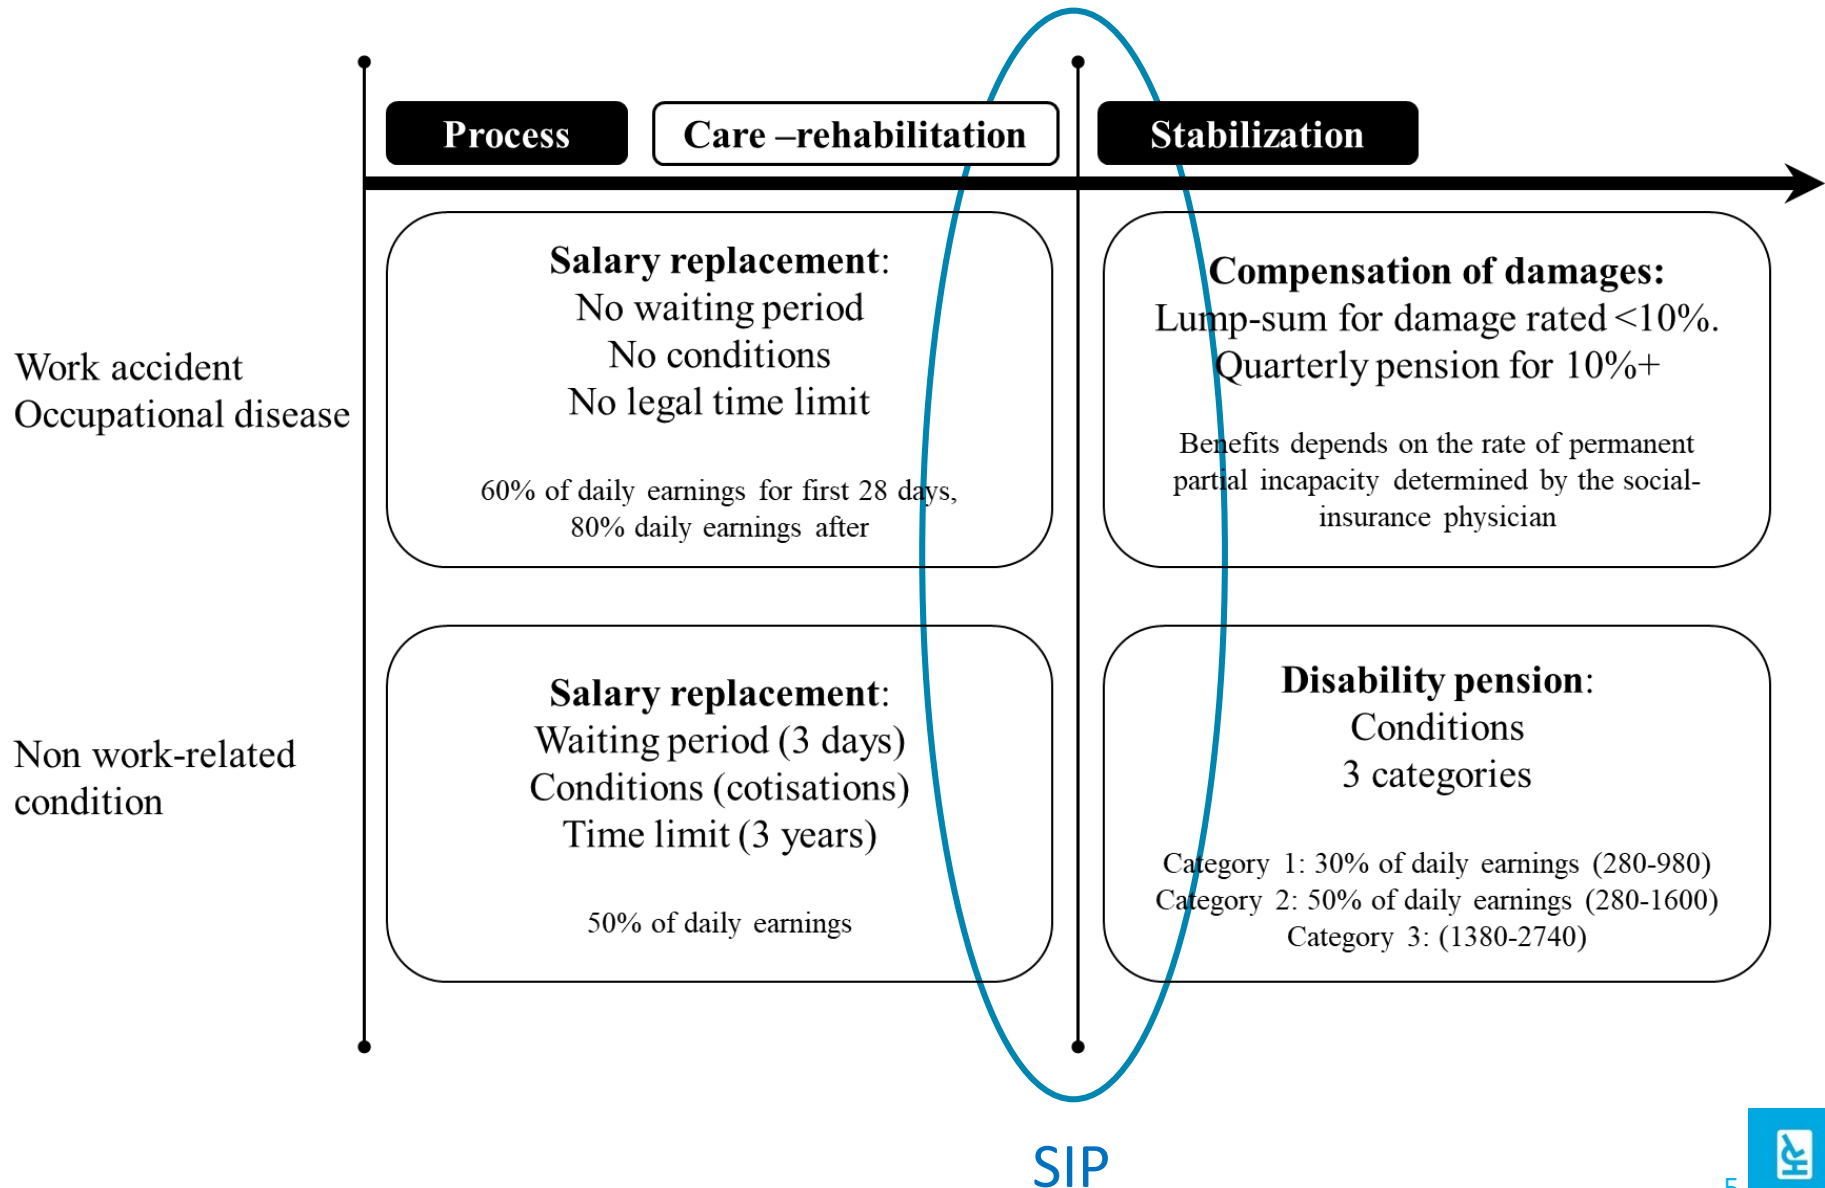 Process
Care –rehabilitation
Stabilization
Work accident
Occupational disease
Salary replacement:
No waiting period
No conditions
No legal time limit
60% of daily earnings for first 28 days,
80% daily earnings after
Compensation of damages:
Lump-sum for damage rated <10%.
Quarterly pension for 10%+
Benefits depends on the rate of permanent
partial incapacity determined by the social-
insurance physician
Non work-related
condition
Salary replacement:
Waiting period (3 days)
Conditions (cotisations)
Time limit (3 years)
50% of daily earnings
Disability pension:
Conditions
3 categories
Category 1: 30% of daily earnings (280-980)
Category 2: 50% of daily earnings (280-1600)
Category 3: (1380-2740)
SIP
5